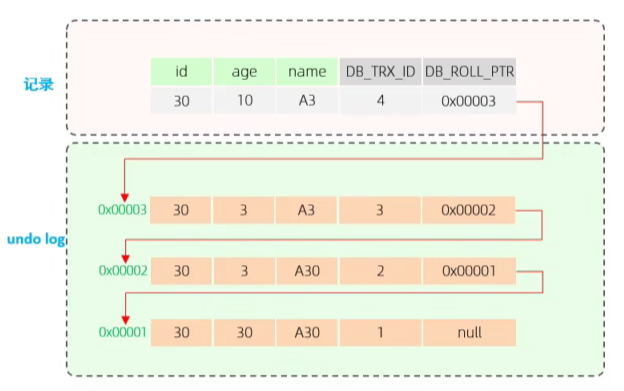 id age name DB_TRX_ID DB_ROLL_PTR
记录
30 10 A3 4 0x00003
0x00003 30 3 A3 3 0x00002
undo log
0x00002 30 3 A30 2 0x00001
0x00001 30 30 A30 1 null